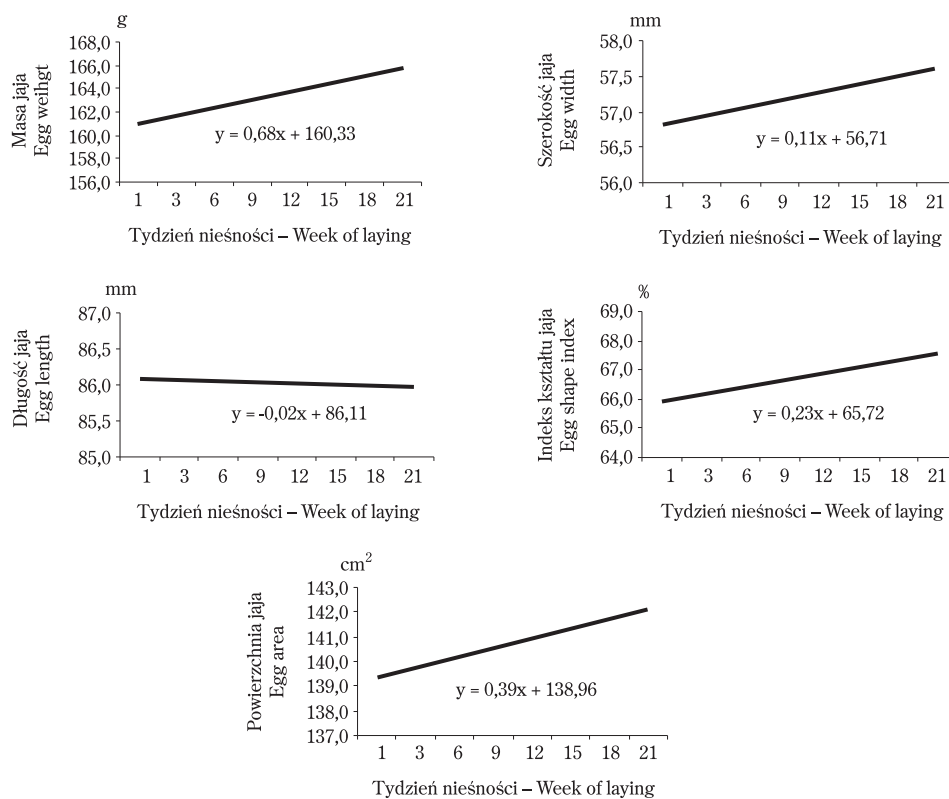 g
168,0
166,0
164,0
162,0
160,0
158,0
156,0
Masa jaja
Egg weihgt
y = 0,68x + 160,33
1 3 6 9 12 15 18 21
Tydzień nieśności – Week of laying
mm
58,0
57,5
57,0
56,5
56,0
Szerokość jaja
Egg width
y = 0,11x + 56,71
1 3 6 9 12 15 18 21
Tydzień nieśności – Week of laying
mm
87,0
86,5
86,0
85,5
85,0
Długość jaja
Egg length
y = -0,02x + 86,11
1 3 6 9 12 15 18 21
Tydzień nieśności – Week of laying
%
69,0
68,0
67,0
66,0
65,0
64,0
Indeks kształtu jaja
Egg shape index
y = 0,23x + 65,72
1 3 6 9 12 15 18 21
Tydzień nieśności – Week of laying
cm²
143,0
142,0
141,0
140,0
139,0
138,0
137,0
Powierzchnia jaja
Egg area
y = 0,39x + 138,96
1 3 6 9 12 15 18 21
Tydzień nieśności – Week of laying